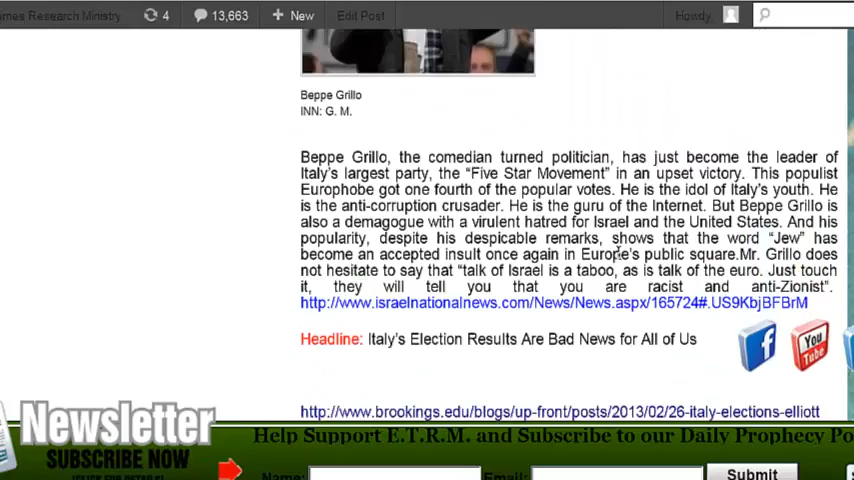 imes Research Ministry 4 13,663 + New Edit Post Howdy,
Beppe Grillo
INN: G. M.
Beppe Grillo, the comedian turned politician, has just become the leader of
Italy's largest party, the “Five Star Movement” in an upset victory. This populist
Europhobe got one fourth of the popular votes. He is the idol of Italy's youth. He
is the anti-corruption crusader. He is the guru of the Internet. But Beppe Grillo is
also a demagogue with a virulent hatred for Israel and the United States. And his
popularity, despite his despicable remarks, shows that the word “Jew” has
become an accepted insult once again in Europe's public square.Mr. Grillo does
not hesitate to say that “talk of Israel is a taboo, as is talk of the euro. Just touch
it, they will tell you that you are racist and anti-Zionist”.
http://www.israelnationalnews.com/News/News.aspx/165724#.US9KbjBFBrM
Headline: Italy's Election Results Are Bad News for All of Us
You
Tube
http://www.brookings.edu/blogs/up-front/posts/2013/02/26-italy-elections-elliott
Newsletter
SUBSCRIBE NOW
(CLICK FOR DETAILS)
Help Support E.T.R.M. and Subscribe to our Daily Prophecy Po
Name: Email: Submit